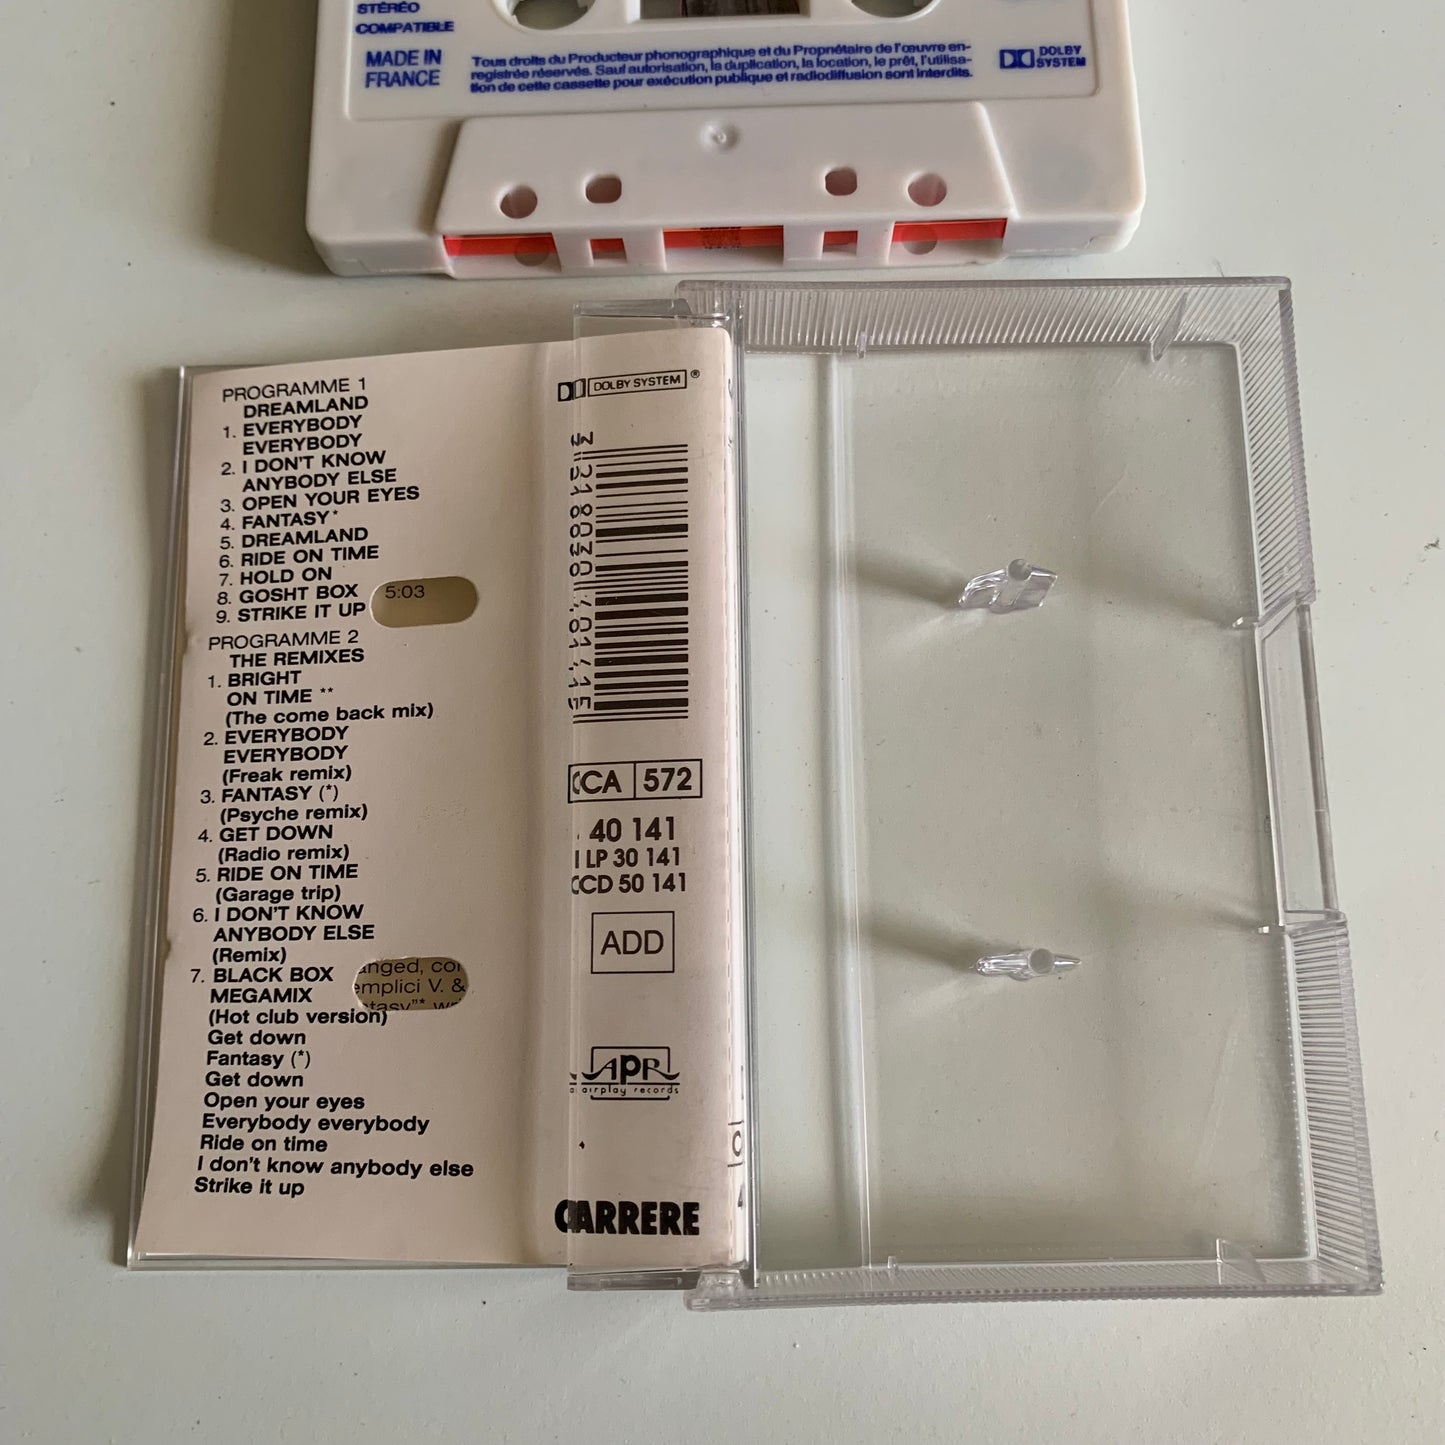 STÉRÉO
COMPATIBLE
MADE IN
FRANCE
Tous droits du Producteur phonographique et du Propriétaire de l'œuvre en-
registrée réservés. Sauf autorisation, la duplication, la location, le prêt, l'utilisa-
tion de cette cassette pour exécution publique et radiodiffusion sont interdits.
DOLBY
SYSTEM
PROGRAMME 1
DREAMLAND
1. EVERYBODY
EVERYBODY
2. I DON'T KNOW
ANYBODY ELSE
3. OPEN YOUR EYES
4. FANTASY*
5. DREAMLAND
6. RIDE ON TIME
7. HOLD ON
8. GOSHT BOX
9. STRIKE IT UP
5:03
PROGRAMME 2
THE REMIXES
1. BRIGHT
ON TIME **
(The come back mix)
2. EVERYBODY
EVERYBODY
(Freak remix)
3. FANTASY (*)
(Psyche remix)
4. GET DOWN
(Radio remix)
5. RIDE ON TIME
(Garage trip)
6. I DON'T KNOW
ANYBODY ELSE
(Remix)
7. BLACK BOX
MEGAMIX
(Hot club version)
Get down
Fantasy (*)
Get down
Open your eyes
Everybody everybody
Ride on time
I don't know anybody else
Strike it up
anged, co
emplici V. &
tasy"*
DOLBY SYSTEM ®
CA 572
40 141
LP 30 141
CD 50 141
ADD
APR
airplay records
CARRERE